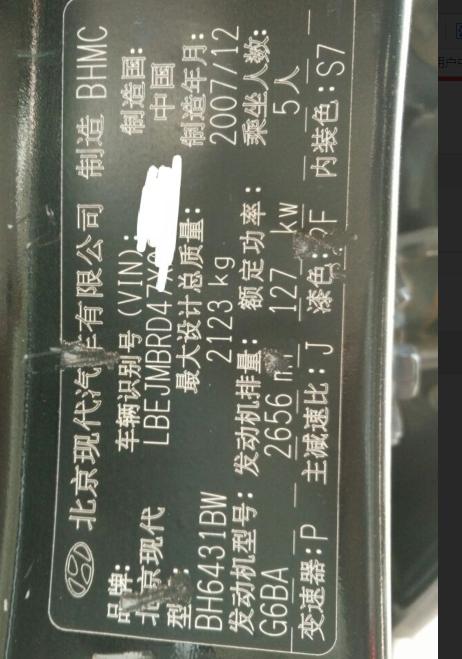 北京现代汽车有限公司 制造 BHMC
品牌: 车辆识别号 (VIN): 制造国:
北京现代 LBEJMBRD47X 中国
型: 最大设计总质量: 制造年月:
BH6431BW 2123 kg 2007/12
发动机型号: 发动机排量: 额定功率: 乘坐人数:
G6BA 2656 127 kw 5 人
变速器:P 主减速比:J 漆色: F 内装色:S7